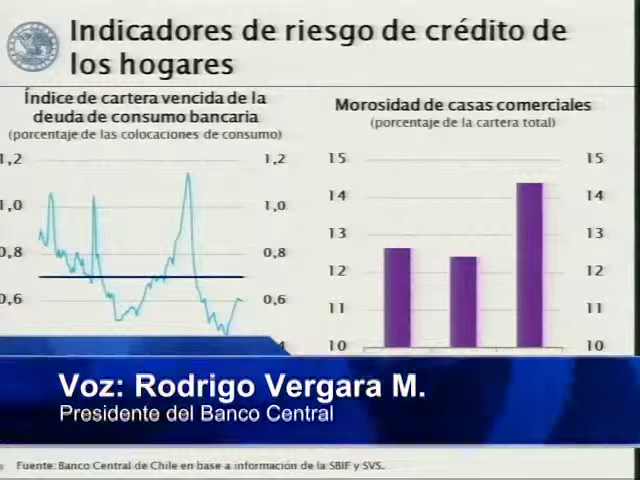 Indicadores de riesgo de crédito de
los hogares
Índice de cartera vencida de la
deuda de consumo bancaria
(porcentaje de las colocaciones de consumo)
1,2
1,0
0,8
0,6
1,2
1,0
0,8
0,6
Morosidad de casas comerciales
(porcentaje de la cartera total)
15
14
13
12
11
10
15
14
13
12
11
10
Voz: Rodrigo Vergara M.
Presidente del Banco Central
Fuente: Banco Central de Chile en base a información de la SBIF y SVS.